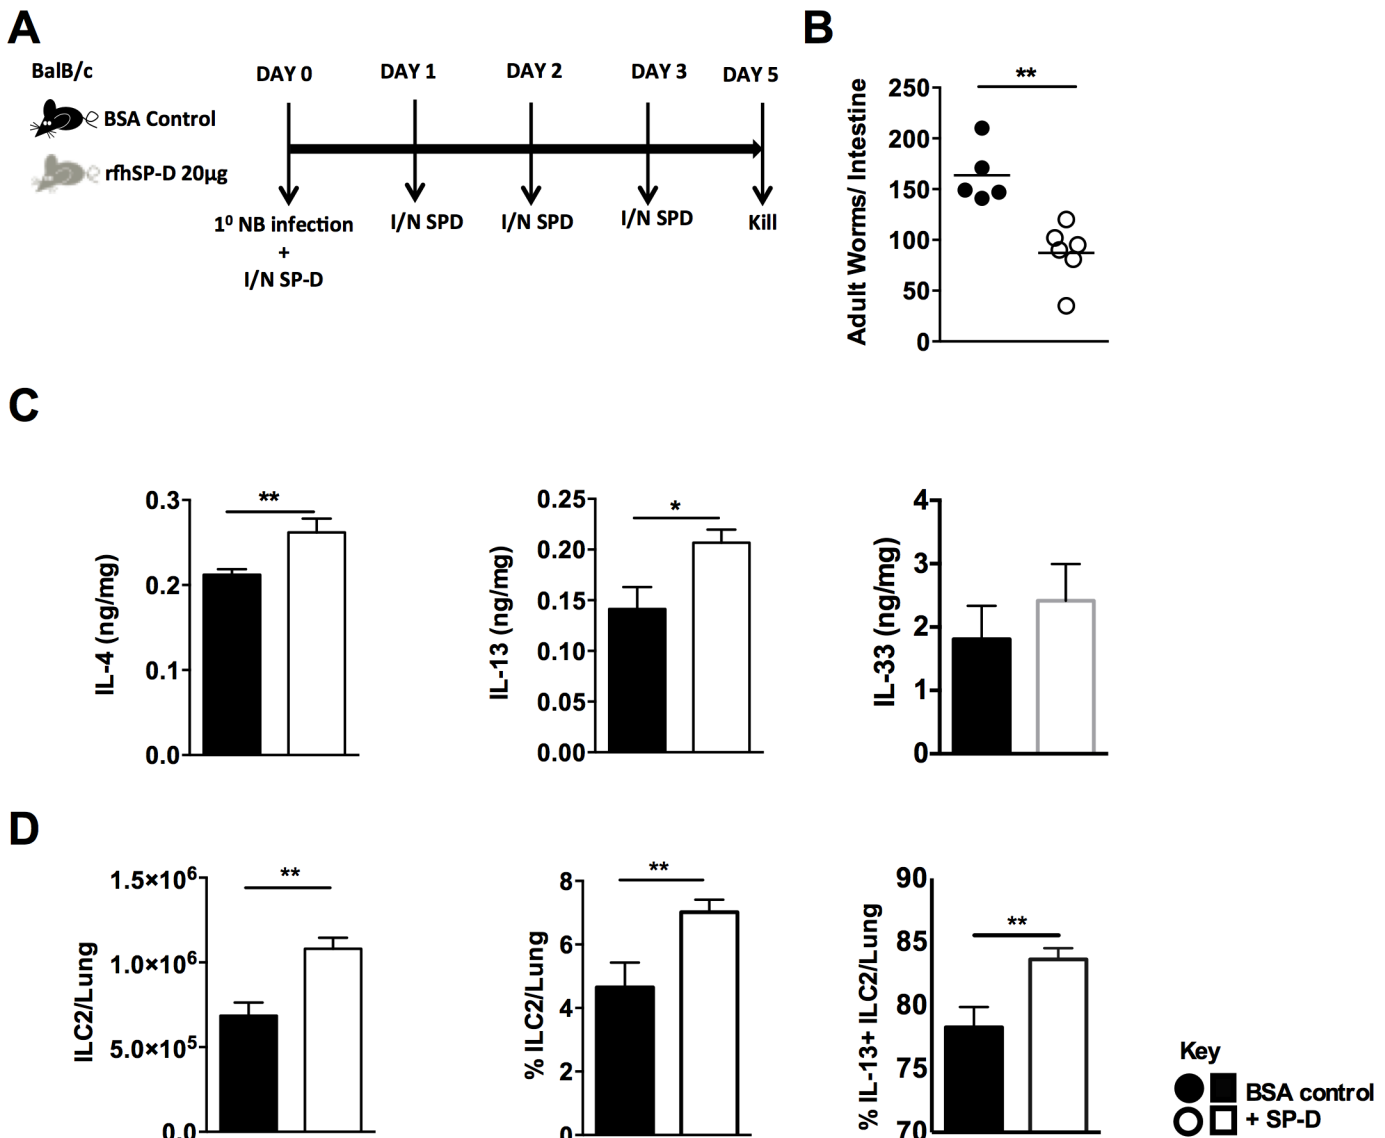 A
BalB/c
BSA Control
rfhSP-D 20µg
DAY 0
DAY 1
DAY 2
DAY 3
DAY 5
1⁰ NB infection
+
I/N SP-D
I/N SPD
I/N SPD
I/N SPD
Kill
B
Adult Worms/ Intestine
250
200
150
100
50
0
**
C
IL-4 (ng/mg)
0.3
0.2
0.1
0.0
**
IL-13 (ng/mg)
0.25
0.20
0.15
0.10
0.05
0.00
*
IL-33 (ng/mg)
4
3
2
1
0
D
ILC2/Lung
1.5×10⁶
1.0×10⁶
5.0×10⁵
0.0
**
% ILC2/Lung
8
6
4
2
0
**
% IL-13+ ILC2/Lung
90
85
80
75
70
**
Key
BSA control
+ SP-D